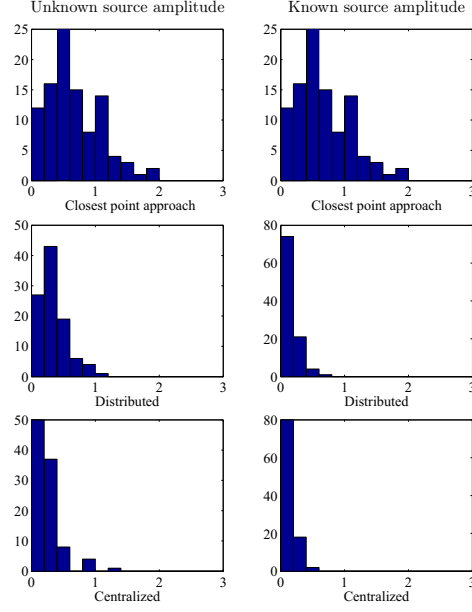 Unknown source amplitude Known source amplitude
25 25
20 20
15 15
10 10
5 5
0 0
0 1 2 3 0 1 2 3
Closest point approach Closest point approach
50 80
40 60
30 40
20 20
10
0 0
0 1 2 3 0 1 2 3
Distributed Distributed
50 80
40 60
30 40
20 20
10
0 0
0 1 2 3 0 1 2 3
Centralized Centralized